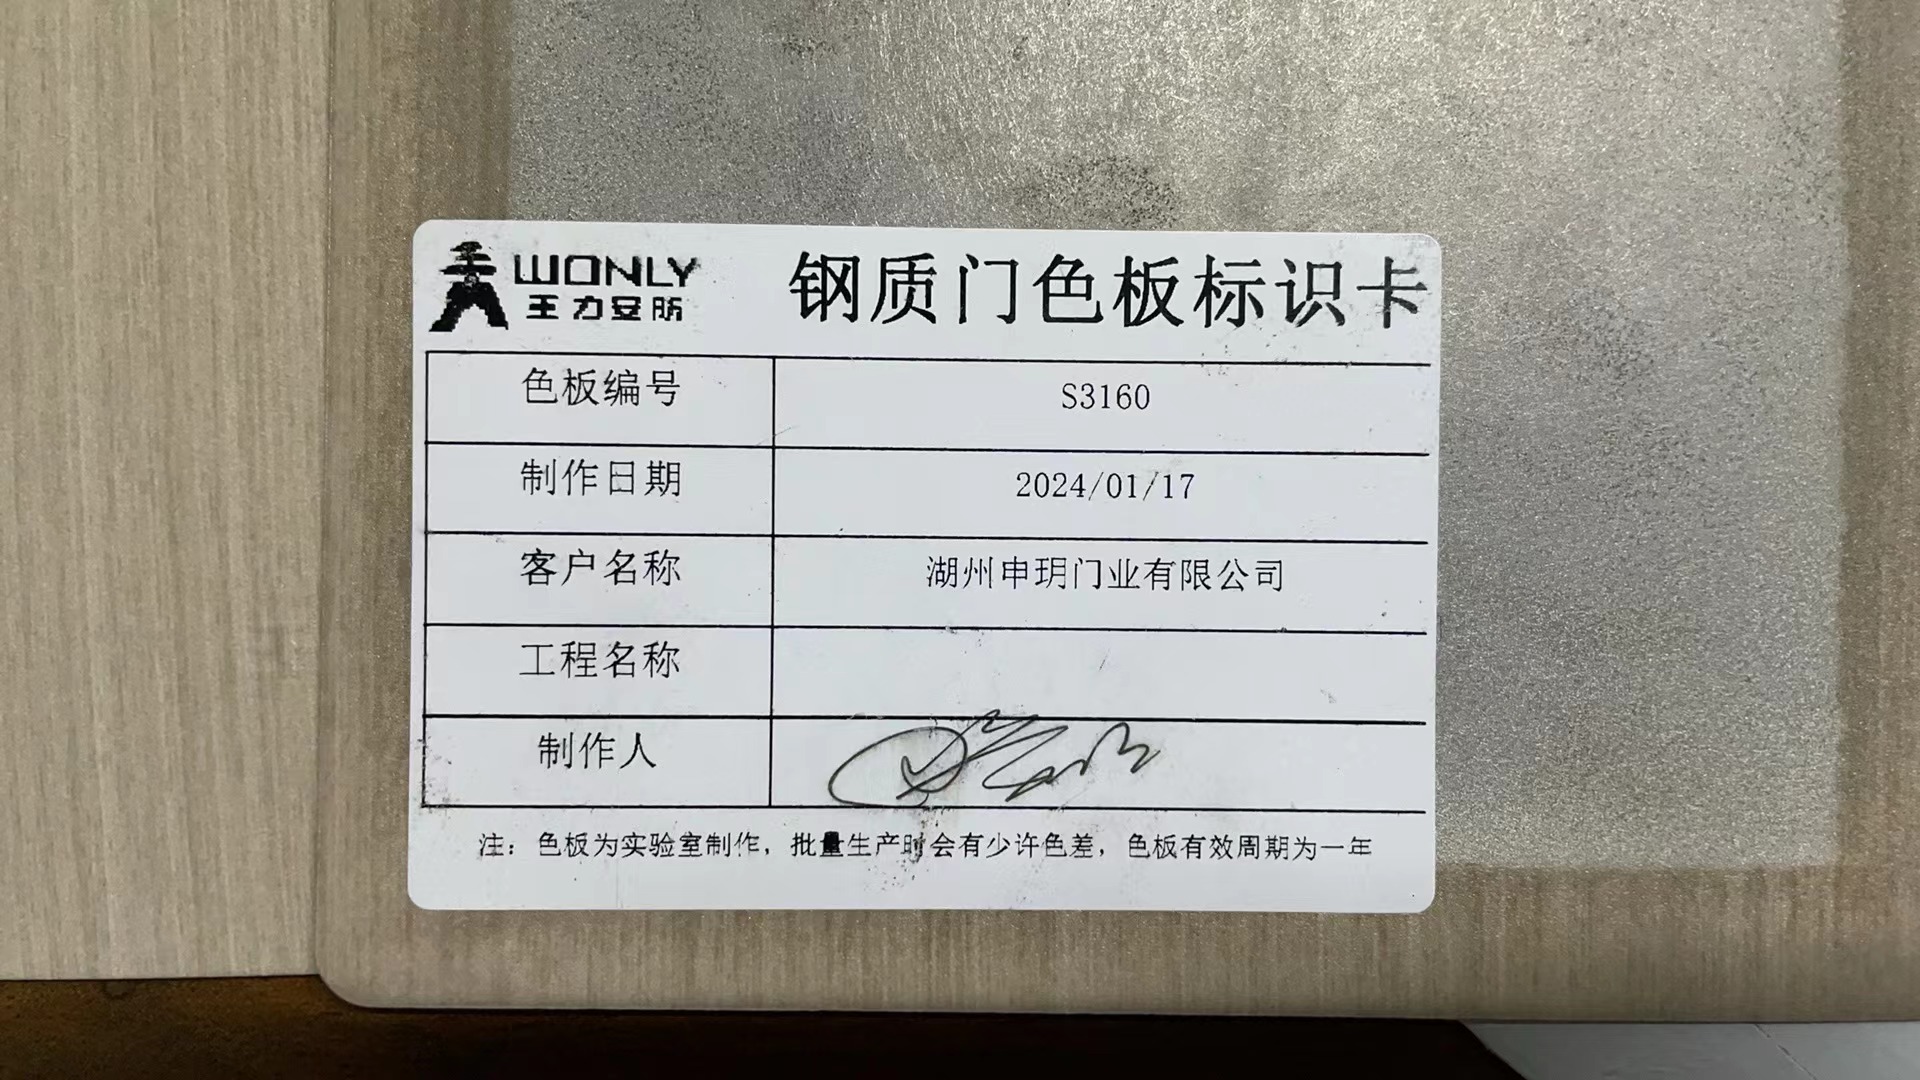 WONLY
王力安防
钢质门色板标识卡
色板编号 S3160
制作日期 2024/01/17
客户名称 湖州申玥门业有限公司
工程名称
制作人
注：色板为实验室制作，批量生产时会有少许色差，色板有效周期为一年